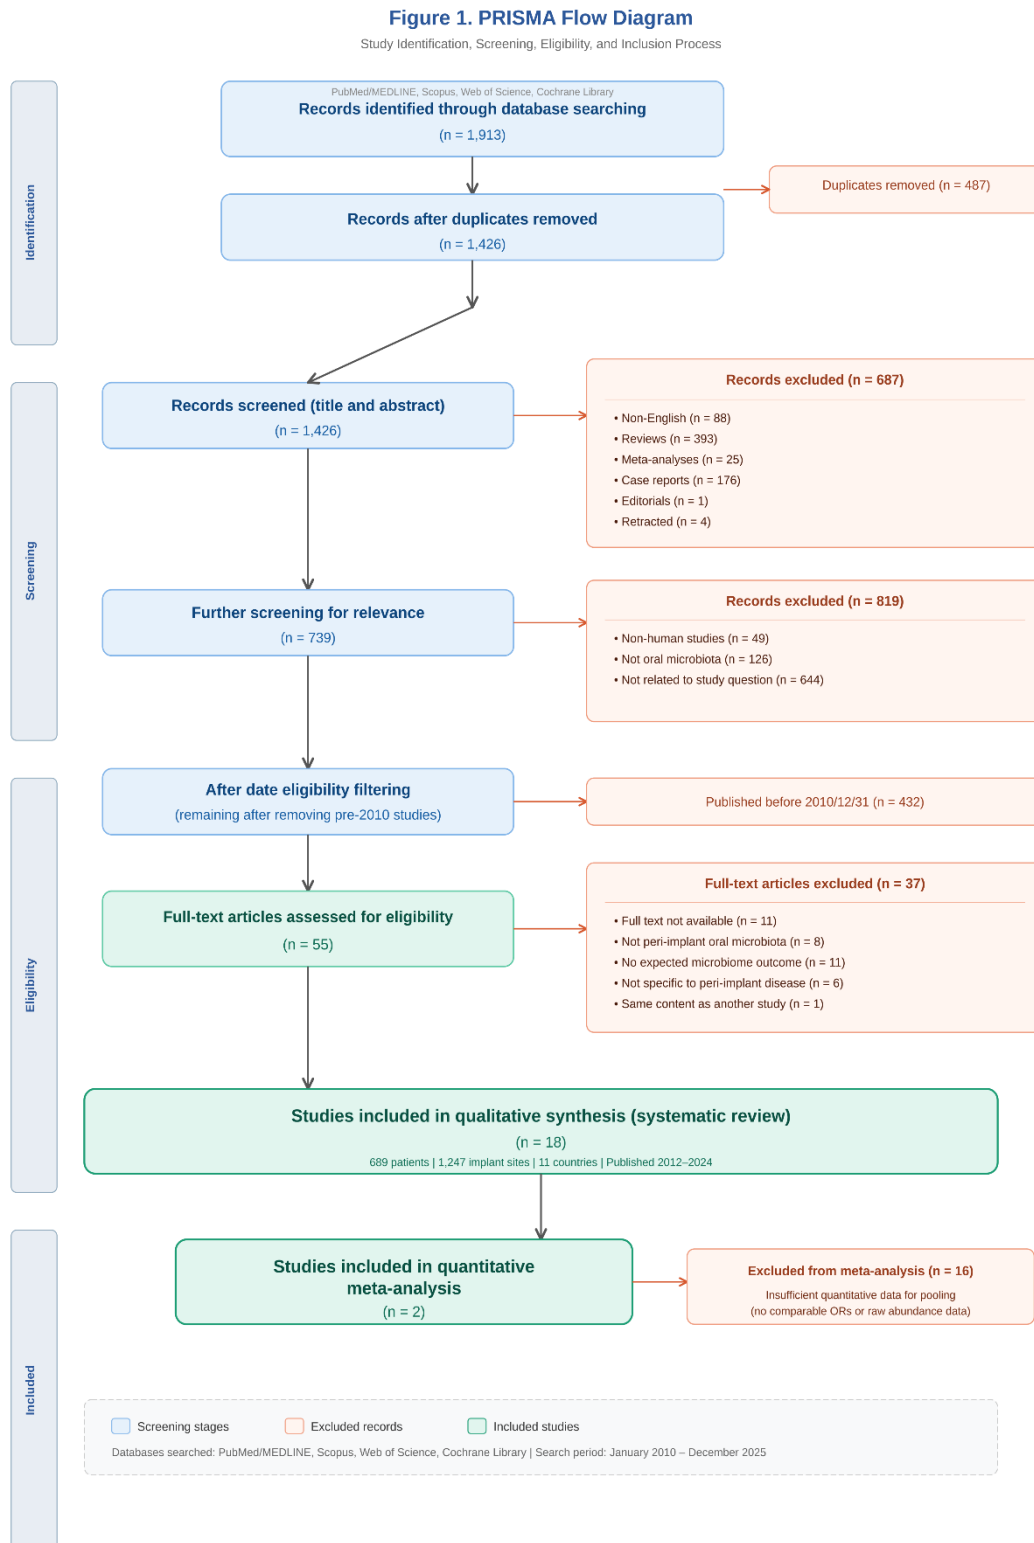 Figure 1. PRISMA Flow Diagram
Study Identification, Screening, Eligibility, and Inclusion Process
Identification
PubMed/MEDLINE, Scopus, Web of Science, Cochrane Library
Records identified through database searching
(n = 1,913)
Duplicates removed (n = 487)
Records after duplicates removed
(n = 1,426)
Screening
Records screened (title and abstract)
(n = 1,426)
Records excluded (n = 687)
• Non-English (n = 88)
• Reviews (n = 393)
• Meta-analyses (n = 25)
• Case reports (n = 176)
• Editorials (n = 1)
• Retracted (n = 4)
Further screening for relevance
(n = 739)
Records excluded (n = 819)
• Non-human studies (n = 49)
• Not oral microbiota (n = 126)
• Not related to study question (n = 644)
Eligibility
After date eligibility filtering
(remaining after removing pre-2010 studies)
Published before 2010/12/31 (n = 432)
Full-text articles assessed for eligibility
(n = 55)
Full-text articles excluded (n = 37)
• Full text not available (n = 11)
• Not peri-implant oral microbiota (n = 8)
• No expected microbiome outcome (n = 11)
• Not specific to peri-implant disease (n = 6)
• Same content as another study (n = 1)
Studies included in qualitative synthesis (systematic review)
(n = 18)
689 patients | 1,247 implant sites | 11 countries | Published 2012–2024
Included
Studies included in quantitative
meta-analysis
(n = 2)
Excluded from meta-analysis (n = 16)
Insufficient quantitative data for pooling
(no comparable ORs or raw abundance data)
Screening stages
Excluded records
Included studies
Databases searched: PubMed/MEDLINE, Scopus, Web of Science, Cochrane Library | Search period: January 2010 – December 2025